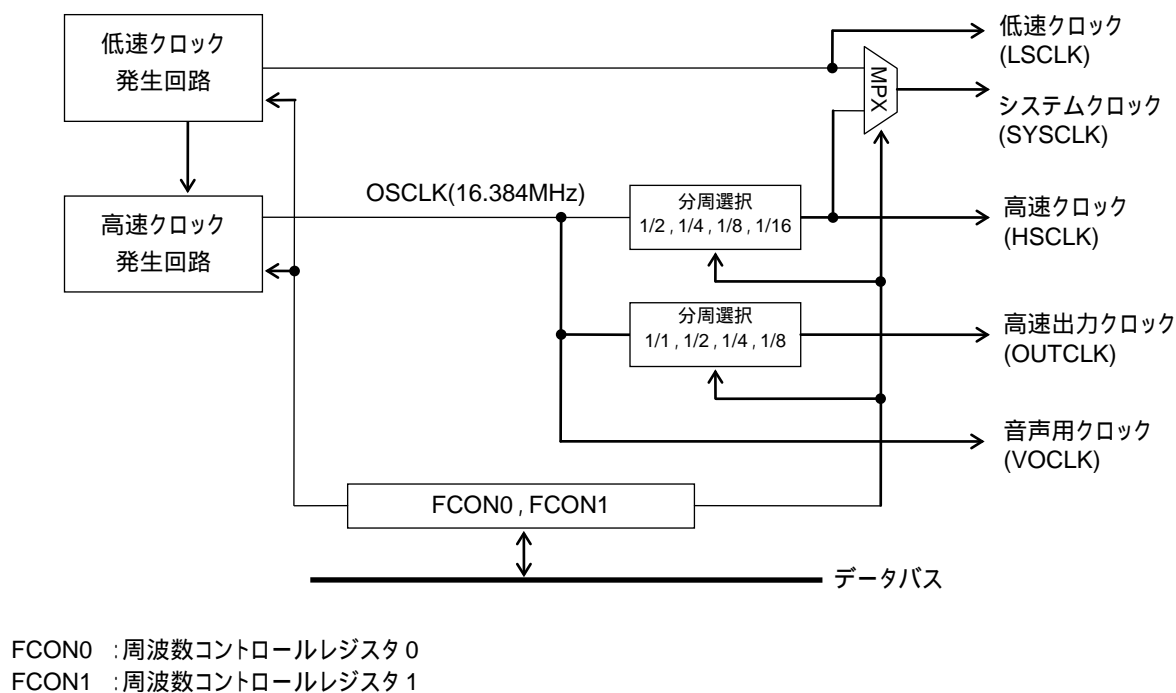 低速クロック
発生回路
高速クロック
発生回路
OSCLK(16.384MHz)
分周選択
1/2 , 1/4 , 1/8 , 1/16
分周選択
1/1 , 1/2 , 1/4 , 1/8
MPX
低速クロック
(LSCLK)
システムクロック
(SYSCLK)
高速クロック
(HSCLK)
高速出力クロック
(OUTCLK)
音声用クロック
(VOCLK)
FCON0 , FCON1
データバス
FCON0 :周波数コントロールレジスタ 0
FCON1 :周波数コントロールレジスタ 1